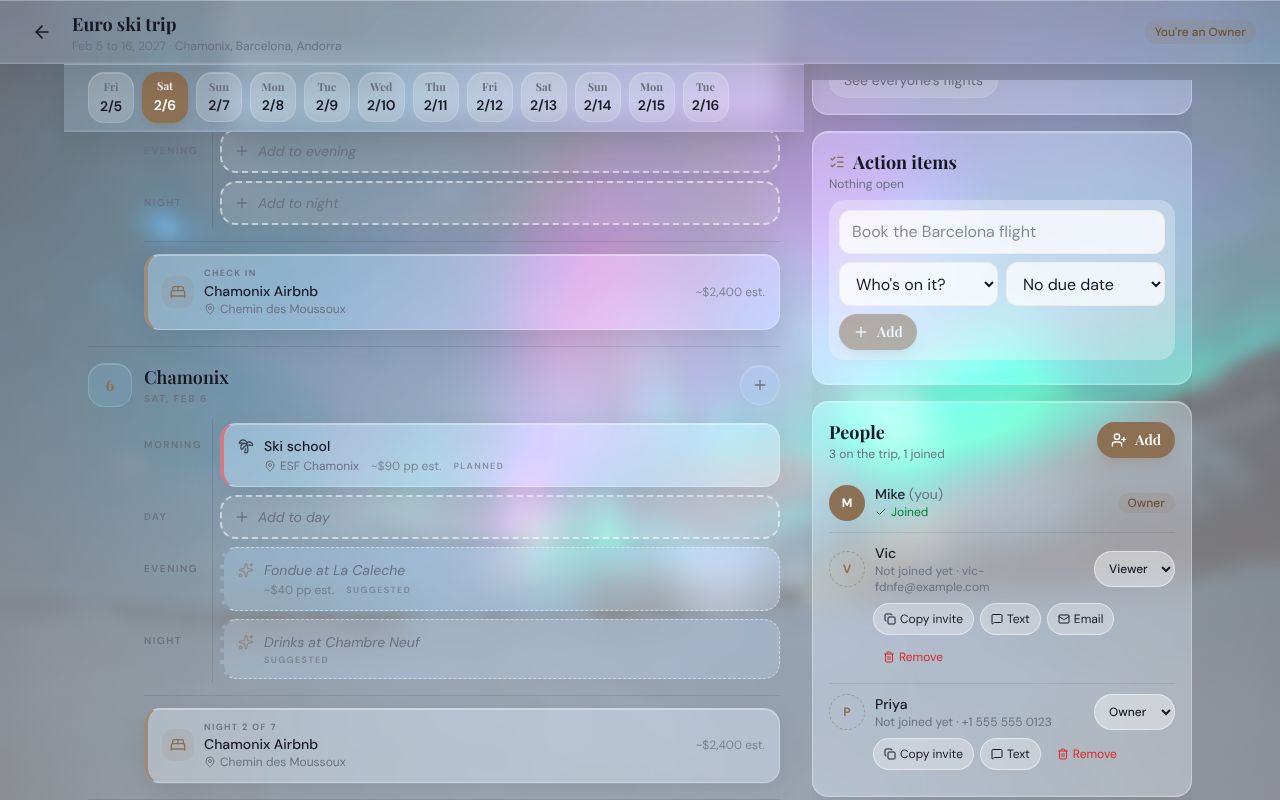 Euro ski trip
Feb 5 to 16, 2027 · Chamonix, Barcelona, Andorra
You're an Owner
Fri 2/5
Sat 2/6
Sun 2/7
Mon 2/8
Tue 2/9
Wed 2/10
Thu 2/11
Fri 2/12
Sat 2/13
Sun 2/14
Mon 2/15
Tue 2/16
EVENING
Add to evening
NIGHT
Add to night
CHECK IN
Chamonix Airbnb
~$2,400 est.
Chemin des Moussoux
6
Chamonix
SAT, FEB 6
MORNING
Ski school
ESF Chamonix ~$90 pp est. PLANNED
DAY
Add to day
EVENING
Fondue at La Caleche
~$40 pp est. SUGGESTED
NIGHT
Drinks at Chambre Neuf
SUGGESTED
NIGHT 2 OF 7
Chamonix Airbnb
~$2,400 est.
Chemin des Moussoux
See everyone's nights
Action items
Nothing open
Book the Barcelona flight
Who's on it?
No due date
Add
People
3 on the trip, 1 joined
Add
M
Mike (you)
Joined
Owner
V
Vic
Not joined yet · vic-
fdnfe@example.com
Viewer
Copy invite
Text
Email
Remove
P
Priya
Not joined yet · +1 555 555 0123
Owner
Copy invite
Text
Remove